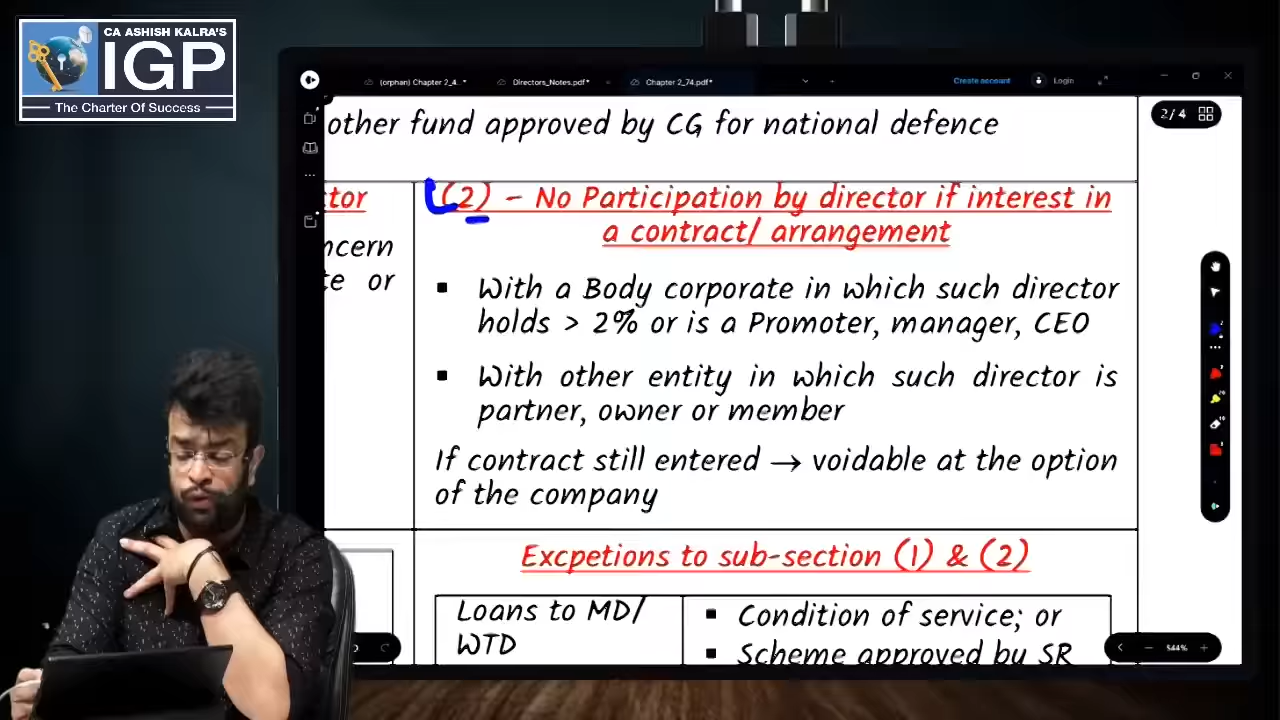 CA ASHISH KALRA'S
IGP
The Charter Of Success
(orphan) Chapter 2_4.. *
Directors_Notes.pdf*
Chapter 2_74.pdf*
Create account
Login
other fund approved by CG for national defence
2/4
tor
ncern
te or
(2) – No Participation by director if interest in
a contract/ arrangement
▪ With a Body corporate in which such director
holds > 2% or is a Promoter, manager, CEO
▪ With other entity in which such director is
partner, owner or member
If contract still entered → voidable at the option
of the company
Excpetions to sub-section (1) & (2)
Loans to MD/
WTD
▪ Condition of service; or
▪ Scheme approved by SR
544%